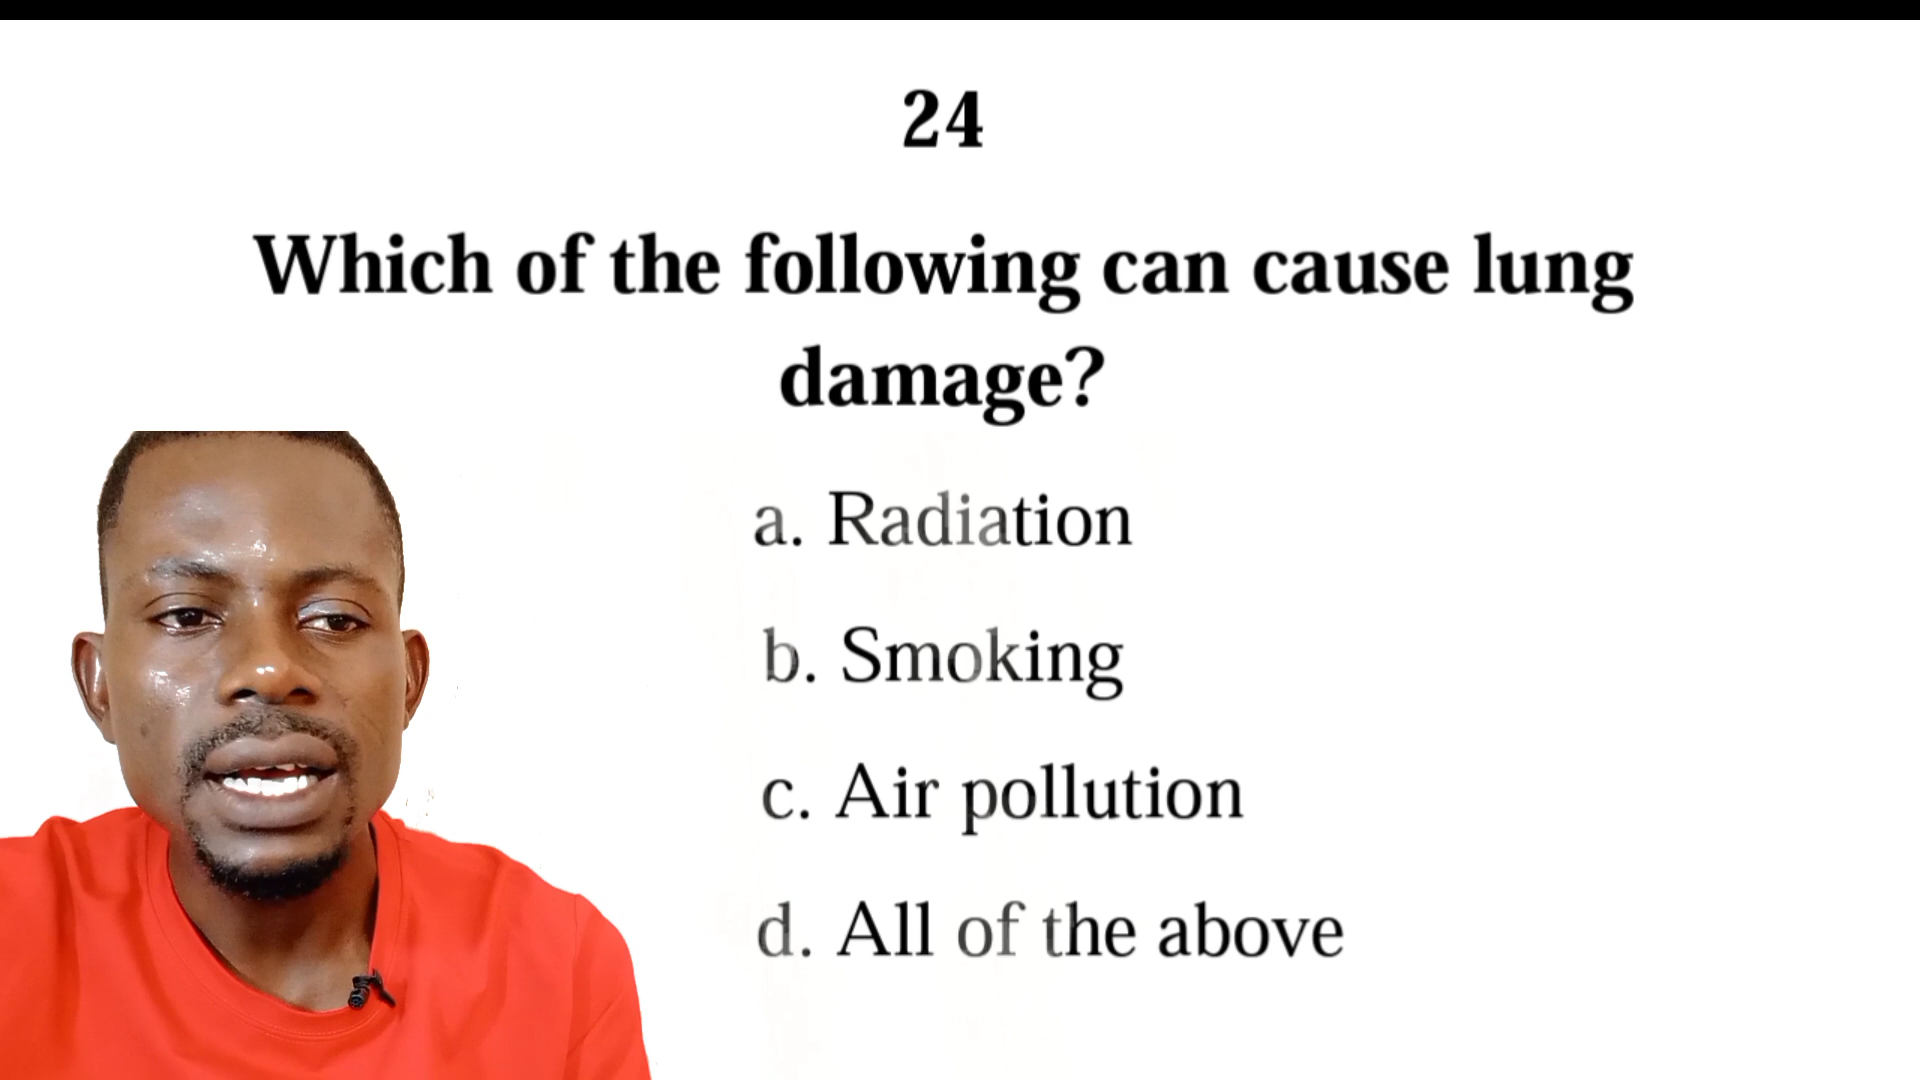 24
Which of the following can cause lung
damage?
a. Radiation
b. Smoking
c. Air pollution
d. All of the above